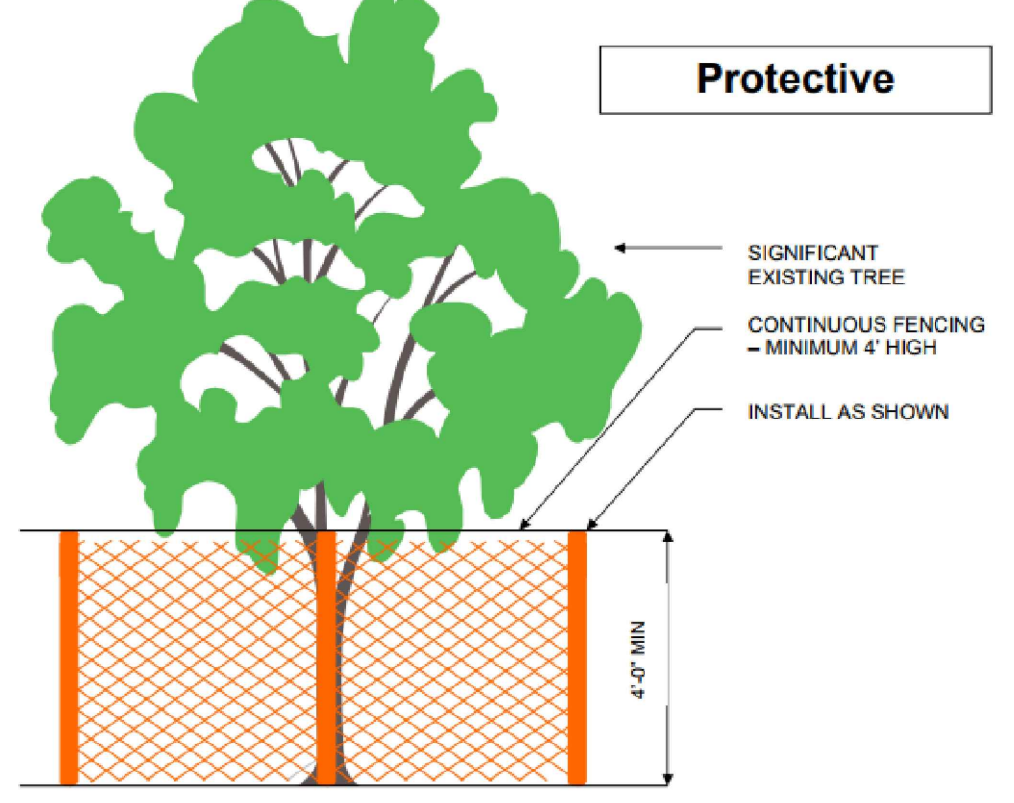 Protective
SIGNIFICANT
EXISTING TREE
CONTINUOUS FENCING
– MINIMUM 4' HIGH
INSTALL AS SHOWN
4'-0" MIN